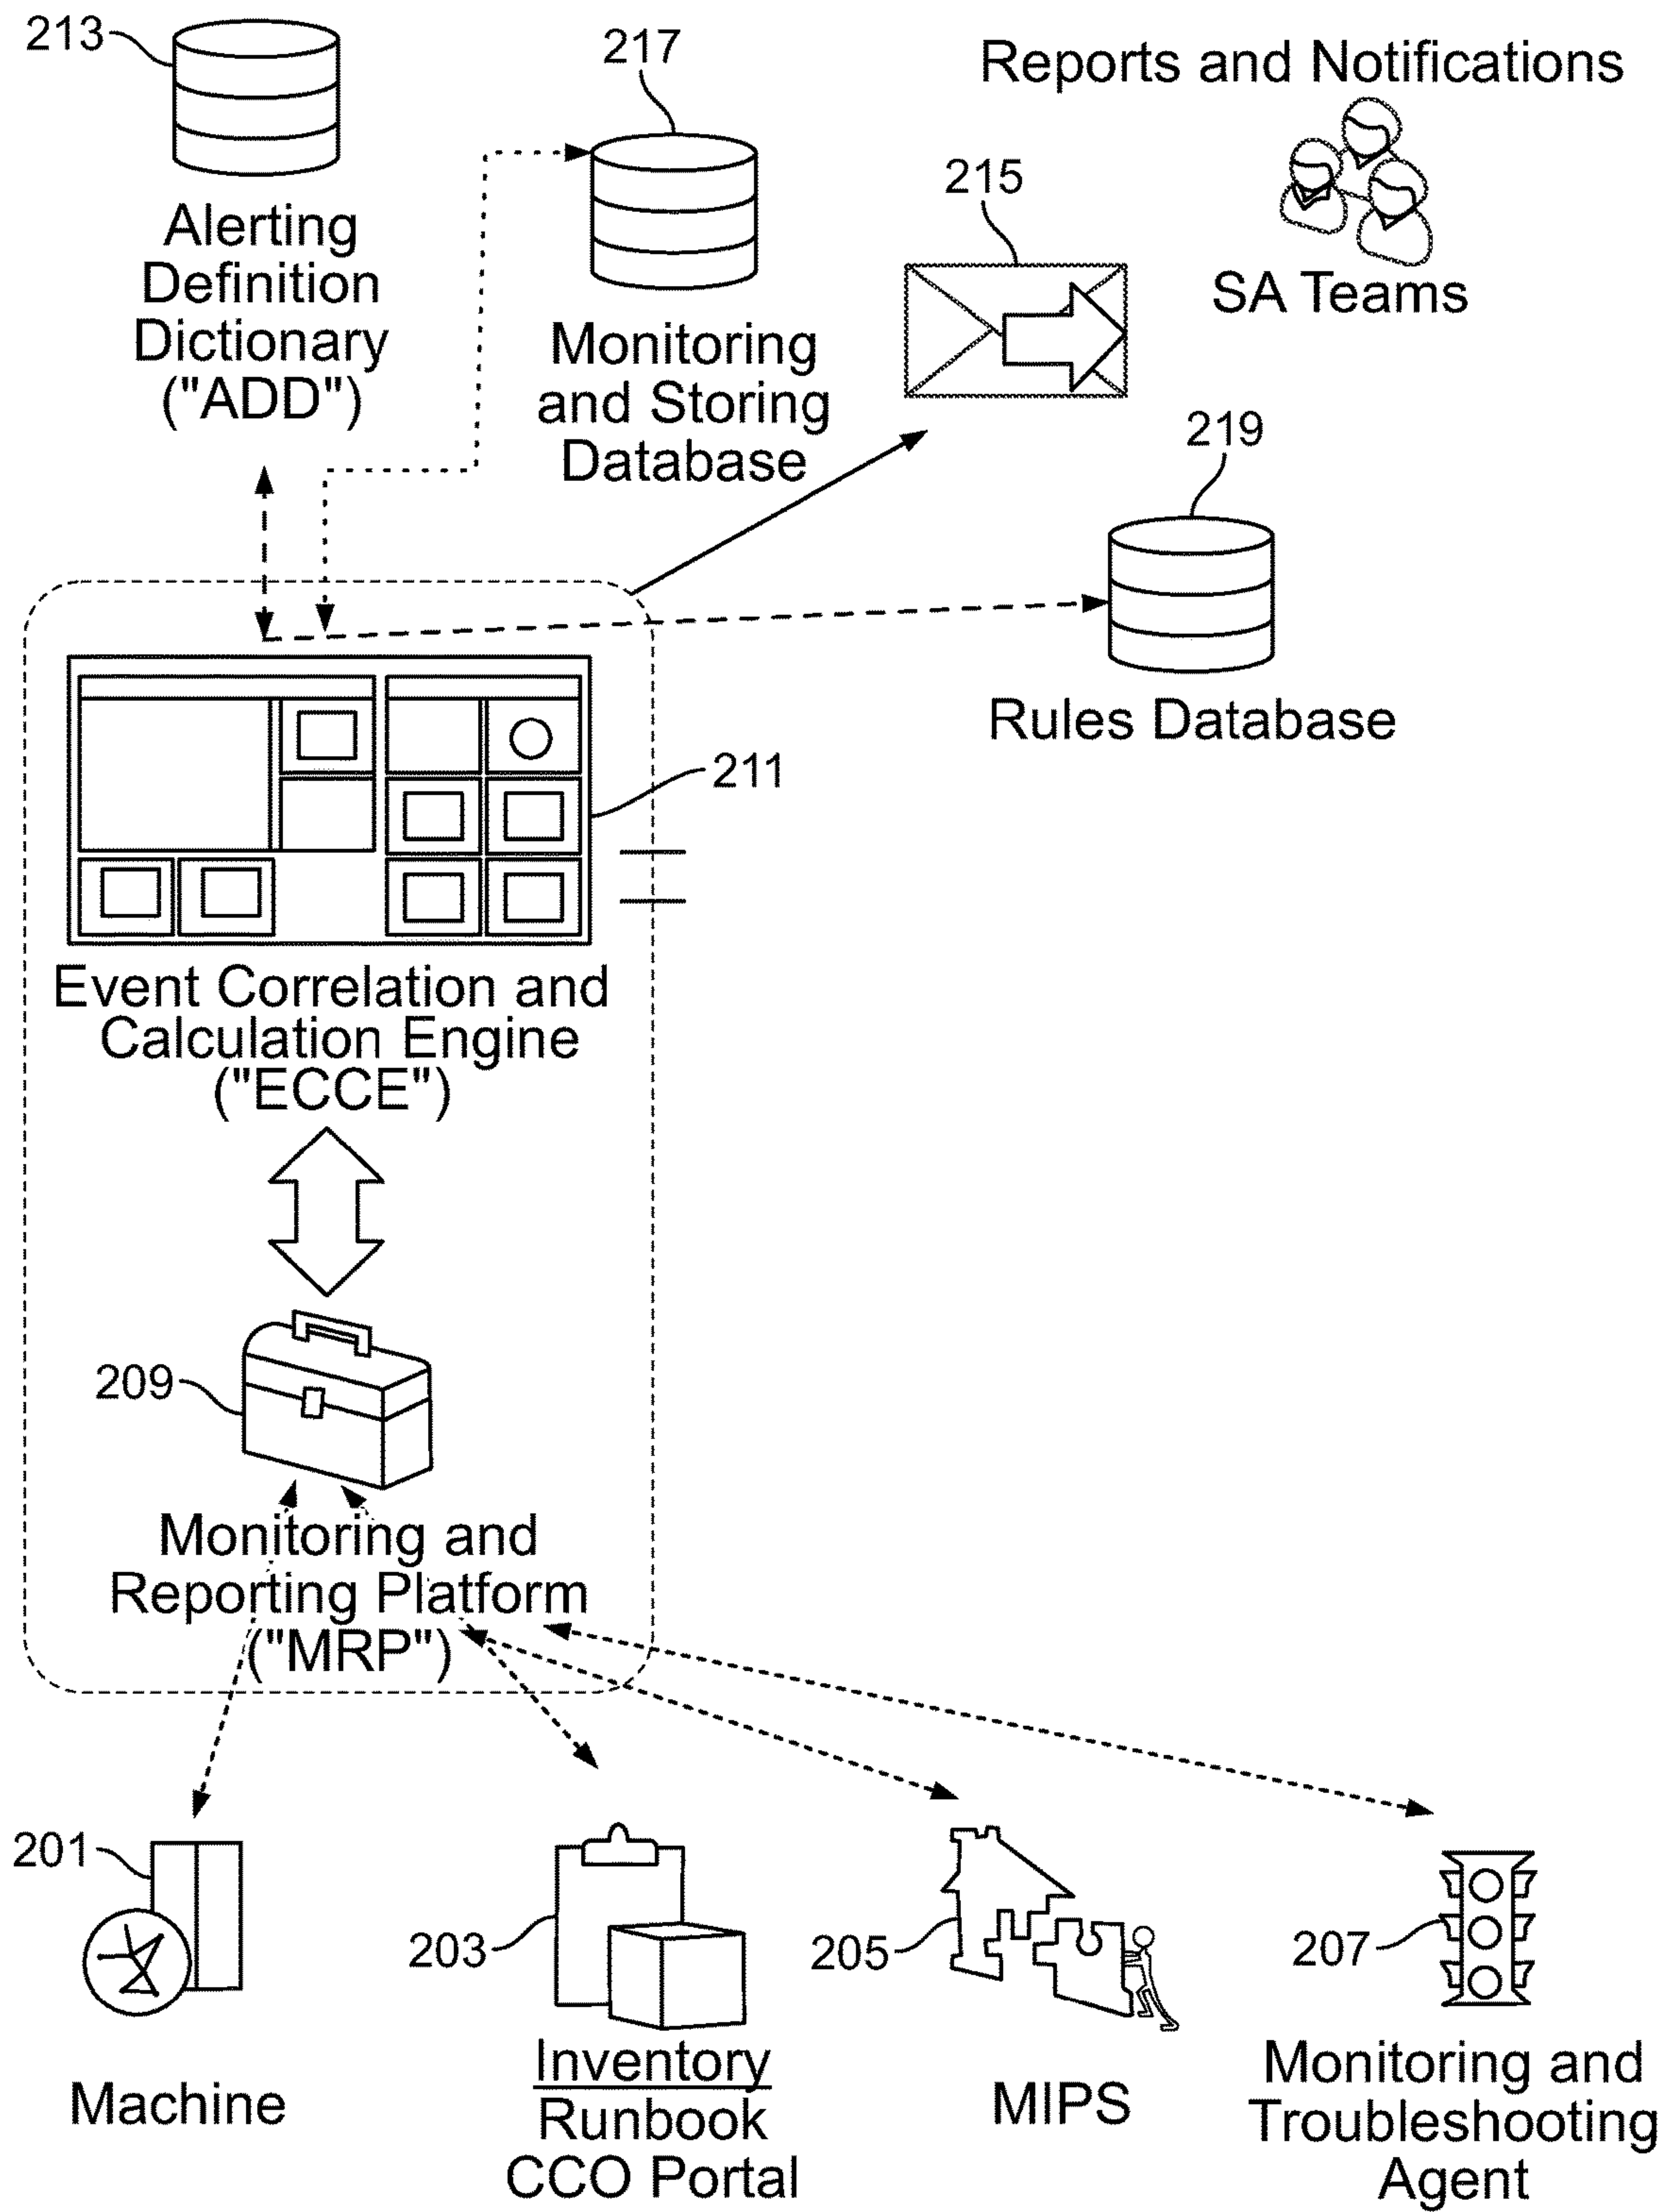 213
217
Reports and Notifications
215
Alerting
Definition
Dictionary
("ADD")
SA Teams
Monitoring
and Storing
Database
219
Rules Database
211
Event Correlation and
Calculation Engine
("ECCE")
209
Monitoring and
Reporting Platform
("MRP")
201
203
205
207
Machine
Inventory
Runbook
CCO Portal
MIPS
Monitoring and
Troubleshooting
Agent